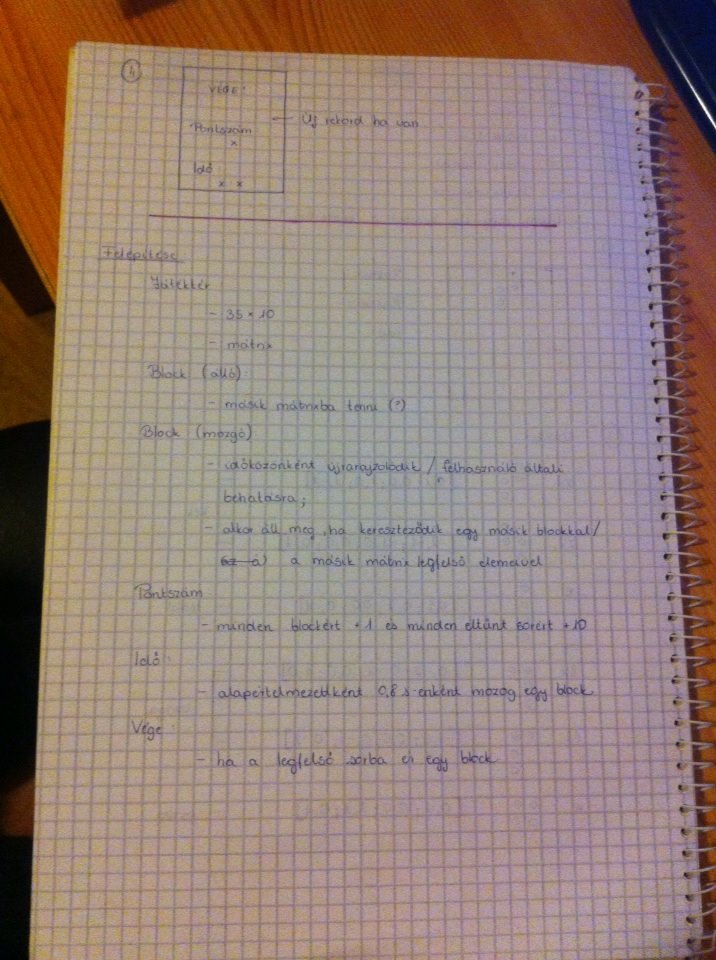 4
VÉGE:
Pontszám
x
Idő
x x
Új rekord ha van
Felépítése
Játéktér
- 35 × 10
- mátrix
Block (álló):
- másik mátrixba tenni (?)
Block (mozgó)
- időközönként újrarajzolódik / felhasználó általi
behatásra;
- akkor áll meg, ha kereszteződik egy másik blockkal /
a másik mátrix legfelső elemeivel
Pontszám
- minden blockért +1 és minden eltűnt sorért +10
Idő:
- alapértelmezettként 0,8 s-enként mozog egy block
Vége:
- ha a legfelső sorba ér egy block